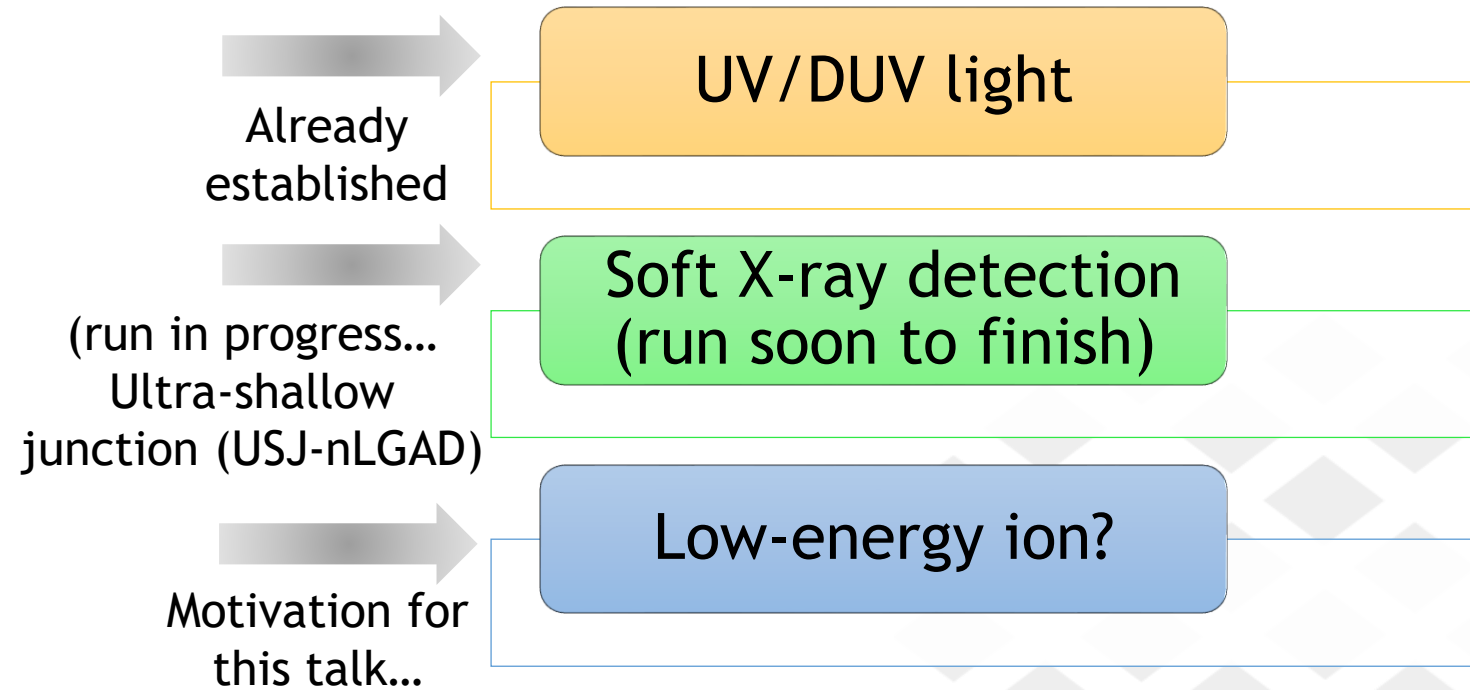 UV/DUV light
Already
established
Soft X-ray detection
(run soon to finish)
(run in progress…
Ultra-shallow
junction (USJ-nLGAD)
Low-energy ion?
Motivation for
this talk…